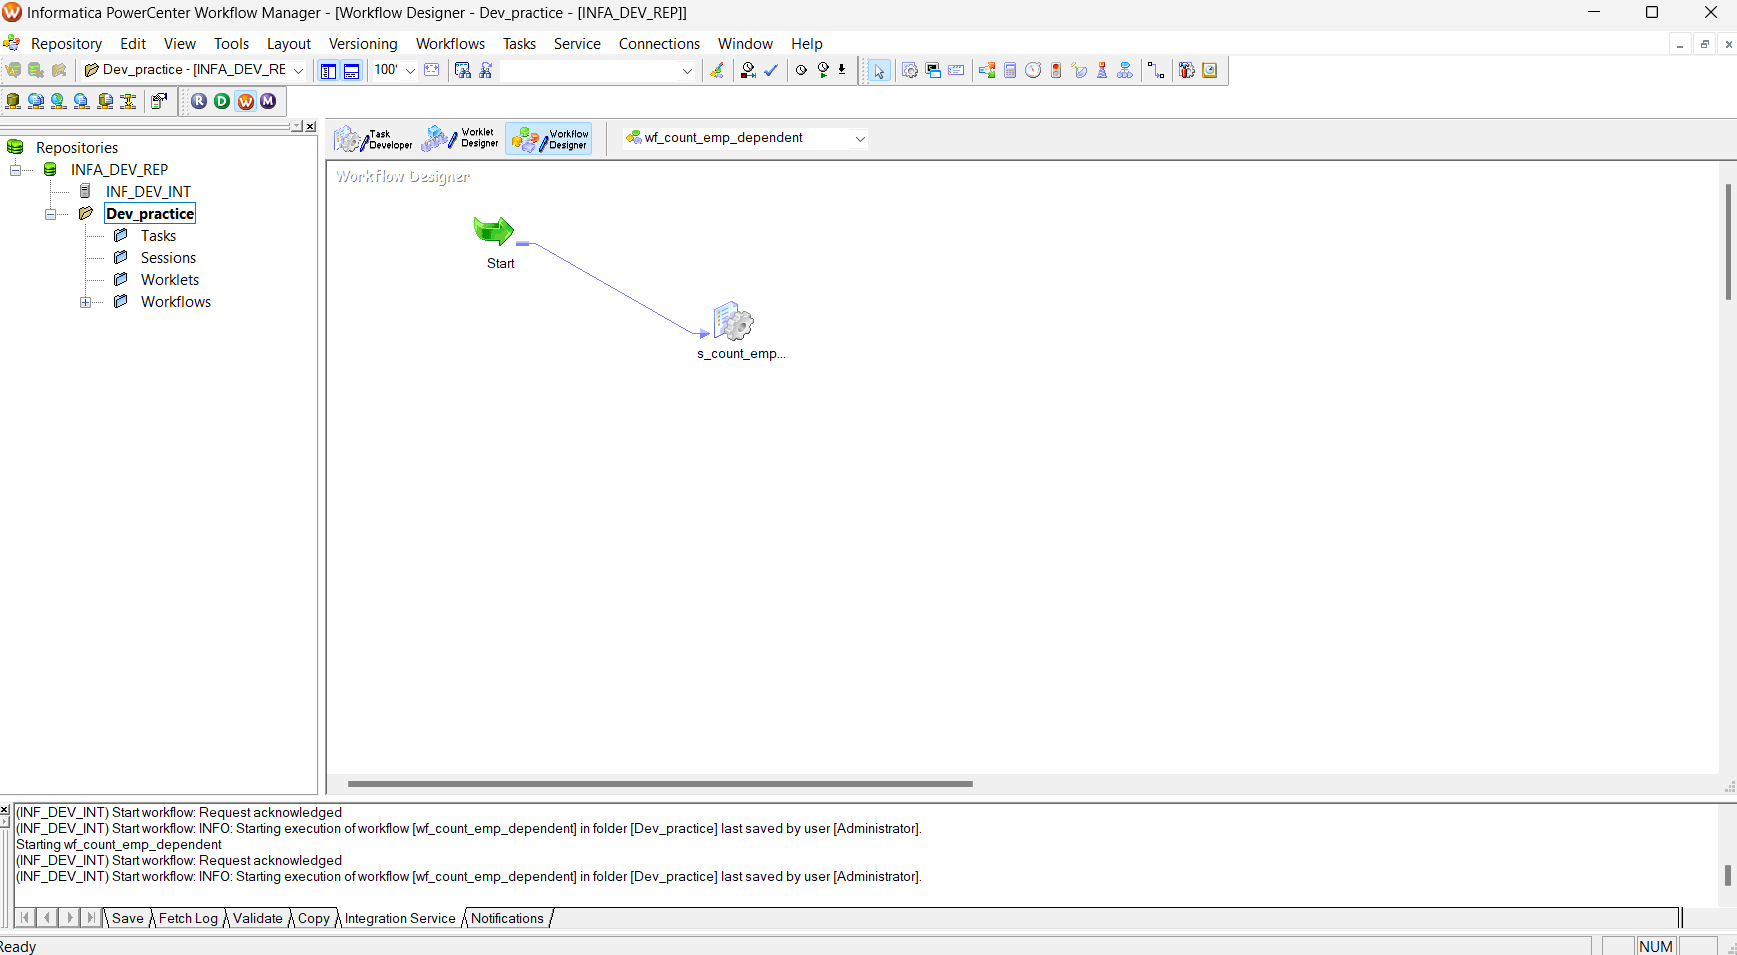 Informatica PowerCenter Workflow Manager - [Workflow Designer - Dev_practice - [INFA_DEV_REP]]
Repository Edit View Tools Layout Versioning Workflows Tasks Service Connections Window Help
Dev_practice - [INFA_DEV_RE
100'
R D W M
Task Developer
Worklet Designer
Workflow Designer
wf_count_emp_dependent
Repositories
INFA_DEV_REP
INF_DEV_INT
Dev_practice
Tasks
Sessions
Worklets
Workflows
Workflow Designer
Start
s_count_emp...
(INF_DEV_INT) Start workflow: Request acknowledged
(INF_DEV_INT) Start workflow: INFO: Starting execution of workflow [wf_count_emp_dependent] in folder [Dev_practice] last saved by user [Administrator].
Starting wf_count_emp_dependent
(INF_DEV_INT) Start workflow: Request acknowledged
(INF_DEV_INT) Start workflow: INFO: Starting execution of workflow [wf_count_emp_dependent] in folder [Dev_practice] last saved by user [Administrator].
Save Fetch Log Validate Copy Integration Service Notifications
Ready
NUM